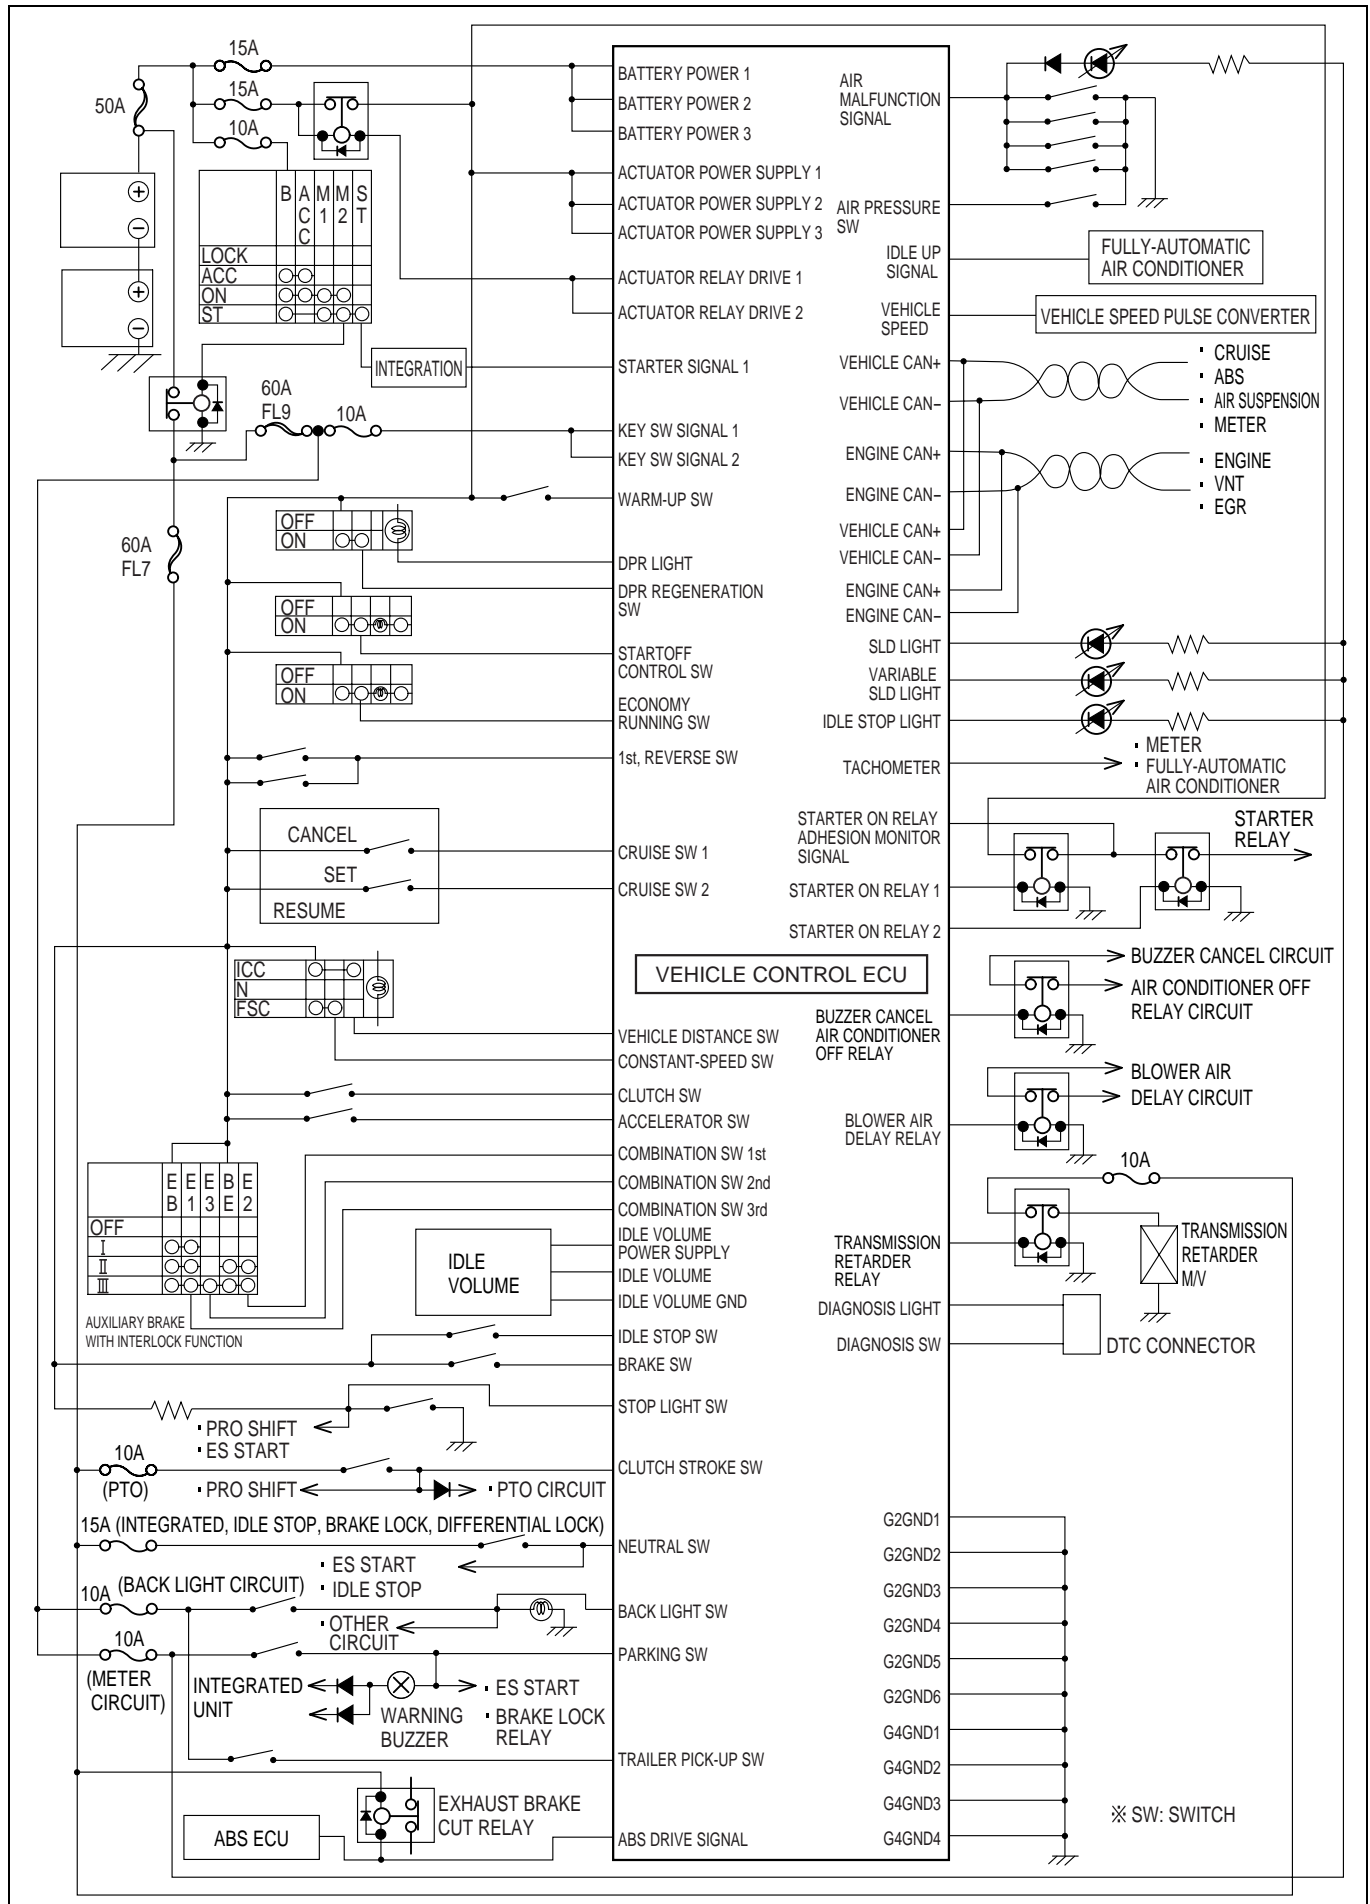 15A
15A
50A
10A
B
ACC
M1
M2
ST
LOCK
ACC
ON
ST
INTEGRATION
60A
FL9
10A
60A
FL7
OFF
ON
OFF
ON
OFF
ON
CANCEL
SET
RESUME
ICC
N
FSC
EB
E1
E3
BE
E2
OFF
I
II
III
AUXILIARY BRAKE
WITH INTERLOCK FUNCTION
IDLE
VOLUME
· PRO SHIFT
· ES START
10A
(PTO)
· PRO SHIFT
· PTO CIRCUIT
15A (INTEGRATED, IDLE STOP, BRAKE LOCK, DIFFERENTIAL LOCK)
· ES START
· IDLE STOP
10A (BACK LIGHT CIRCUIT)
· OTHER
CIRCUIT
10A
(METER
CIRCUIT)
INTEGRATED
UNIT
WARNING
BUZZER
· ES START
· BRAKE LOCK
RELAY
EXHAUST BRAKE
CUT RELAY
ABS ECU
BATTERY POWER 1
BATTERY POWER 2
BATTERY POWER 3
ACTUATOR POWER SUPPLY 1
ACTUATOR POWER SUPPLY 2
ACTUATOR POWER SUPPLY 3
ACTUATOR RELAY DRIVE 1
ACTUATOR RELAY DRIVE 2
STARTER SIGNAL 1
KEY SW SIGNAL 1
KEY SW SIGNAL 2
WARM-UP SW
DPR LIGHT
DPR REGENERATION
SW
STARTOFF
CONTROL SW
ECONOMY
RUNNING SW
1st, REVERSE SW
CRUISE SW 1
CRUISE SW 2
VEHICLE CONTROL ECU
VEHICLE DISTANCE SW
CONSTANT-SPEED SW
CLUTCH SW
ACCELERATOR SW
COMBINATION SW 1st
COMBINATION SW 2nd
COMBINATION SW 3rd
IDLE VOLUME
POWER SUPPLY
IDLE VOLUME
IDLE VOLUME GND
IDLE STOP SW
BRAKE SW
STOP LIGHT SW
CLUTCH STROKE SW
NEUTRAL SW
BACK LIGHT SW
PARKING SW
TRAILER PICK-UP SW
ABS DRIVE SIGNAL
AIR
MALFUNCTION
SIGNAL
AIR PRESSURE
SW
IDLE UP
SIGNAL
VEHICLE
SPEED
VEHICLE CAN+
VEHICLE CAN−
ENGINE CAN+
ENGINE CAN−
VEHICLE CAN+
VEHICLE CAN−
ENGINE CAN+
ENGINE CAN−
SLD LIGHT
VARIABLE
SLD LIGHT
IDLE STOP LIGHT
TACHOMETER
STARTER ON RELAY
ADHESION MONITOR
SIGNAL
STARTER ON RELAY 1
STARTER ON RELAY 2
BUZZER CANCEL
AIR CONDITIONER
OFF RELAY
BLOWER AIR
DELAY RELAY
TRANSMISSION
RETARDER
RELAY
DIAGNOSIS LIGHT
DIAGNOSIS SW
G2GND1
G2GND2
G2GND3
G2GND4
G2GND5
G2GND6
G4GND1
G4GND2
G4GND3
G4GND4
FULLY-AUTOMATIC
AIR CONDITIONER
VEHICLE SPEED PULSE CONVERTER
· CRUISE
· ABS
· AIR SUSPENSION
· METER
· ENGINE
· VNT
· EGR
· METER
· FULLY-AUTOMATIC
AIR CONDITIONER
STARTER
RELAY
BUZZER CANCEL CIRCUIT
AIR CONDITIONER OFF
RELAY CIRCUIT
BLOWER AIR
DELAY CIRCUIT
10A
TRANSMISSION
RETARDER
M/V
DTC CONNECTOR
※ SW: SWITCH